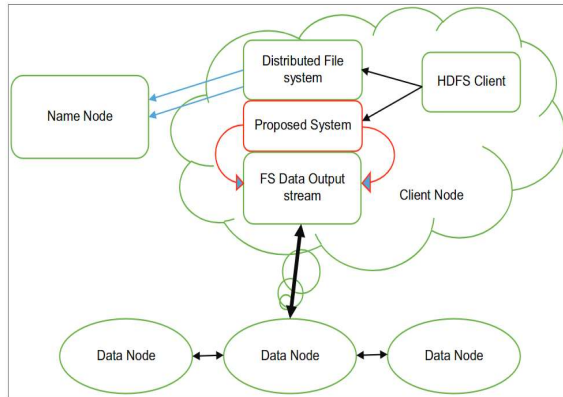 Distributed File
system
HDFS Client
Name Node
Proposed System
FS Data Output
stream
Client Node
Data Node
Data Node
Data Node